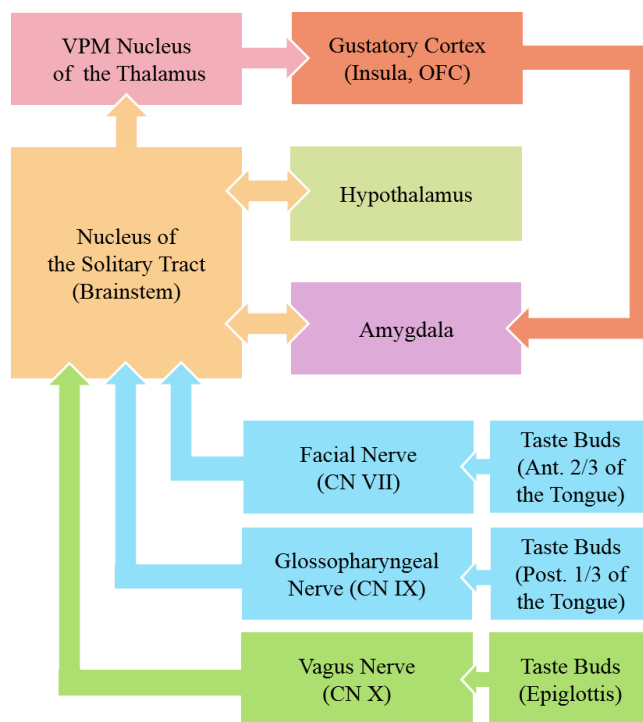 VPM Nucleus
of the Thalamus
Gustatory Cortex
(Insula, OFC)
Nucleus of
the Solitary Tract
(Brainstem)
Hypothalamus
Amygdala
Facial Nerve
(CN VII)
Taste Buds
(Ant. 2/3 of
the Tongue)
Glossopharyngeal
Nerve (CN IX)
Taste Buds
(Post. 1/3 of
the Tongue)
Vagus Nerve
(CN X)
Taste Buds
(Epiglottis)